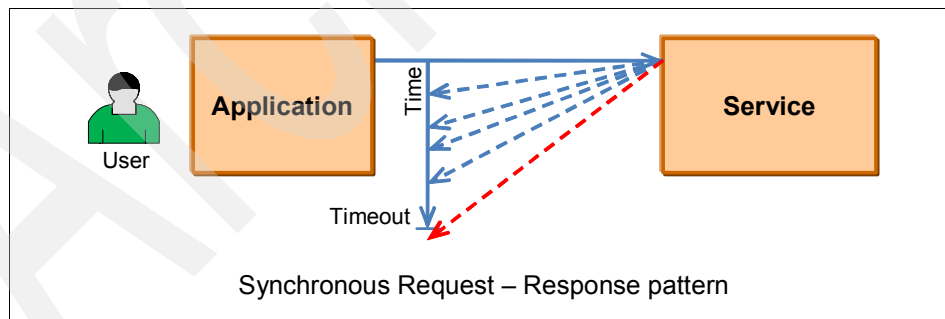 Application
Time
Service
User
Timeout
Synchronous Request – Response pattern